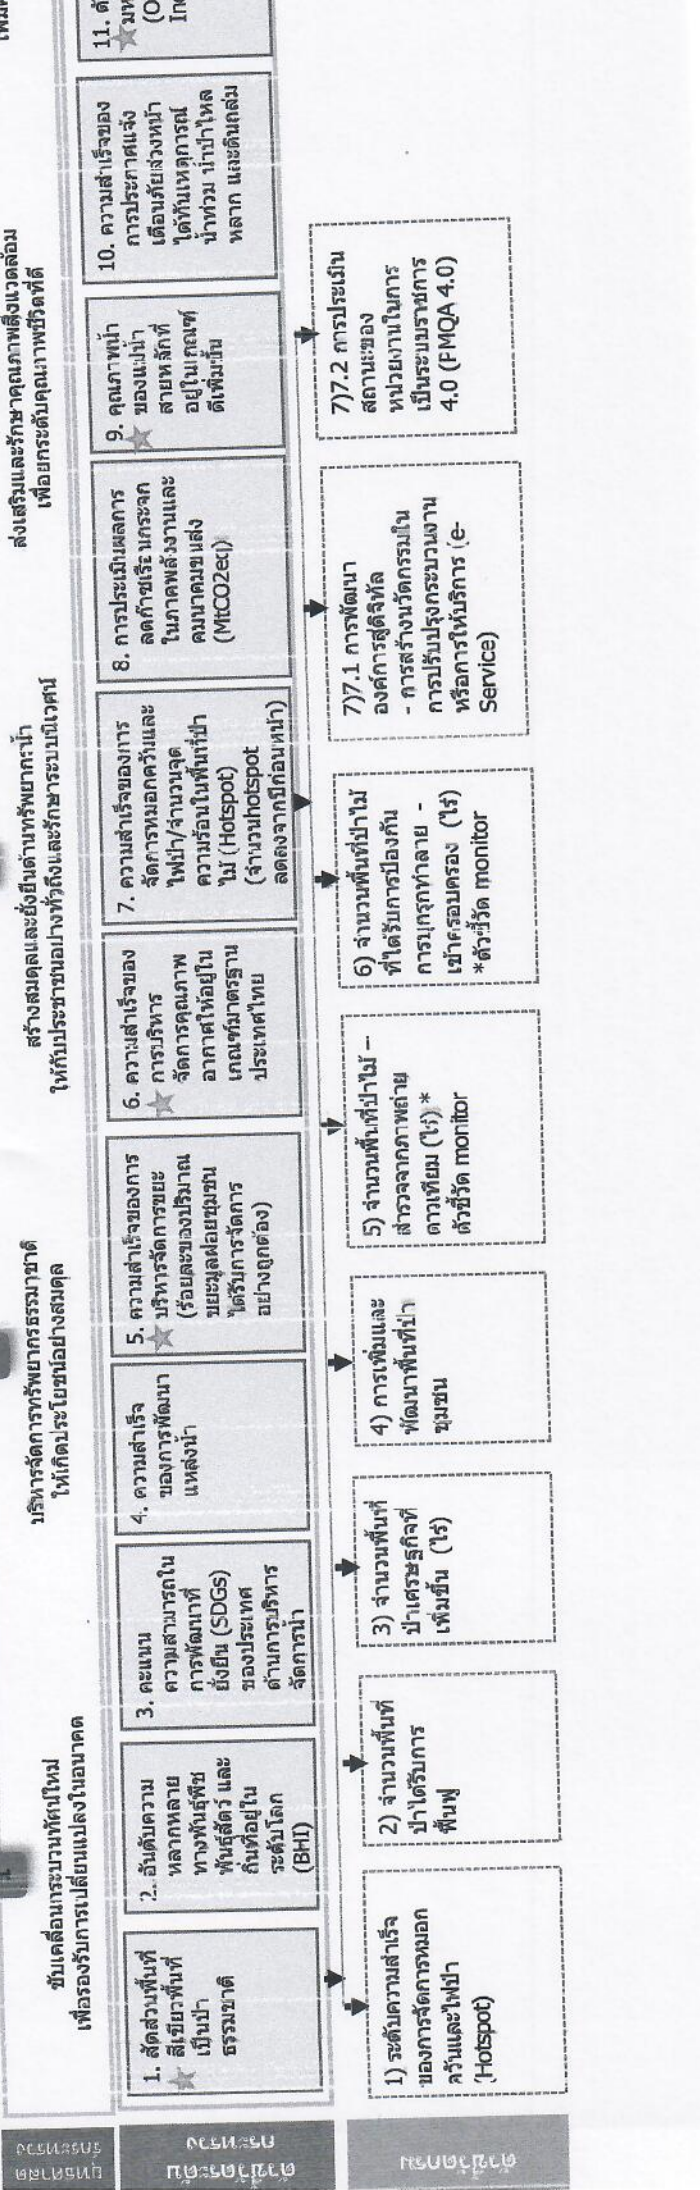 ยุทธศาสตร์กระทรวง
ขับเคลื่อนกระบวนทัศน์ใหม่
เพื่อรองรับการเปลี่ยนแปลงในอนาคต
บริหารจัดการทรัพยากรธรรมชาติ
ให้เกิดประโยชน์อย่างสมดุล
สร้างสมดุลและยั่งยืนด้านทรัพยากรน้ำ
ให้กับประชาชนอย่างทั่วถึงและรักษาระบบนิเวศน์
ส่งเสริมและรักษาคุณภาพสิ่งแวดล้อม
เพื่อยกระดับคุณภาพชีวิตที่ดี
ตัวชี้วัดระดับ
กระทรวง
1. สัดส่วนพื้นที่
สีเขียวพื้นที่
เป็นป่า
ธรรมชาติ
2. อันดับความ
หลากหลาย
ทางพันธุ์พืช
พันธุ์สัตว์ และ
ถิ่นที่อยู่ใน
ระดับโลก
(BHI)
3. คะแนน
ความสามารถใน
การพัฒนาที่
ยั่งยืน (SDGs)
ของประเทศ
ด้านการบริหาร
จัดการน้ำ
4. ความสำเร็จ
ของการพัฒนา
แหล่งน้ำ
5. ความสำเร็จของการ
บริหารจัดการขยะ
(ร้อยละของปริมาณ
ขยะมูลฝอยชุมชน
ได้รับการจัดการ
อย่างถูกต้อง)
6. ความสำเร็จของ
การบริหาร
จัดการคุณภาพ
อากาศให้อยู่ใน
เกณฑ์มาตรฐาน
ประเทศไทย
7. ความสำเร็จของการ
จัดการหมอกควันและ
ไฟป่า/จำนวนจุด
ความร้อนในพื้นที่ป่า
ไม้ (Hotspot)
(จำนวนhotspot
ลดลงจากปีก่อนหน้า)
8. การประเมินผลการ
ลดก๊าซเรือนกระจก
ในภาคพลังงานและ
คมนาคมขนส่ง
(MtCO2eq)
9. คุณภาพน้ำ
ของแม่น้ำ
สายหลักที่
อยู่ในเกณฑ์
ดีเพิ่มขึ้น
10. ความสำเร็จของ
การประกาศแจ้ง
เตือนภัยล่วงหน้า
ได้ทันเหตุการณ์
น้ำท่วม น้ำป่าไหล
หลาก และดินถล่ม
11.
ตัวชี้วัดกรม
1) ระดับความสำเร็จ
ของการจัดการหมอก
ควันและไฟป่า
(Hotspot)
2) จำนวนพื้นที่
ป่าได้รับการ
ฟื้นฟู
3) จำนวนพื้นที่
ป่าเศรษฐกิจที่
เพิ่มขึ้น (ไร่)
4) การเพิ่มและ
พัฒนาพื้นที่ป่า
ชุมชน
5) จำนวนพื้นที่ป่าไม้ –
สำรวจจากภาพถ่าย
ดาวเทียม (ไร่) *
ตัวชี้วัด monitor
6) จำนวนพื้นที่ป่าไม้
ที่ได้รับการป้องกัน
การบุกรุกทำลาย -
เข้าครอบครอง (ไร่)
*ตัวชี้วัด monitor
7)7.1 การพัฒนา
องค์การสู่ดิจิทัล
- การสร้างนวัตกรรมใน
การปรับปรุงกระบวนงาน
หรือการให้บริการ (e-
Service)
7)7.2 การประเมิน
สถานะของ
หน่วยงานในการ
เป็นระบบราชการ
4.0 (FMQA 4.0)